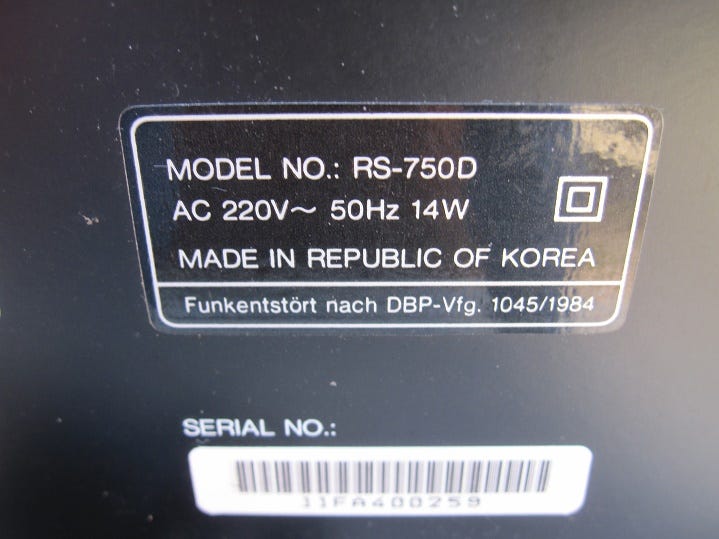 MODEL NO.: RS-750D
AC 220V~ 50Hz 14W
MADE IN REPUBLIC OF KOREA
Funkentstört nach DBP-Vfg. 1045/1984
SERIAL NO.:
11FA400259